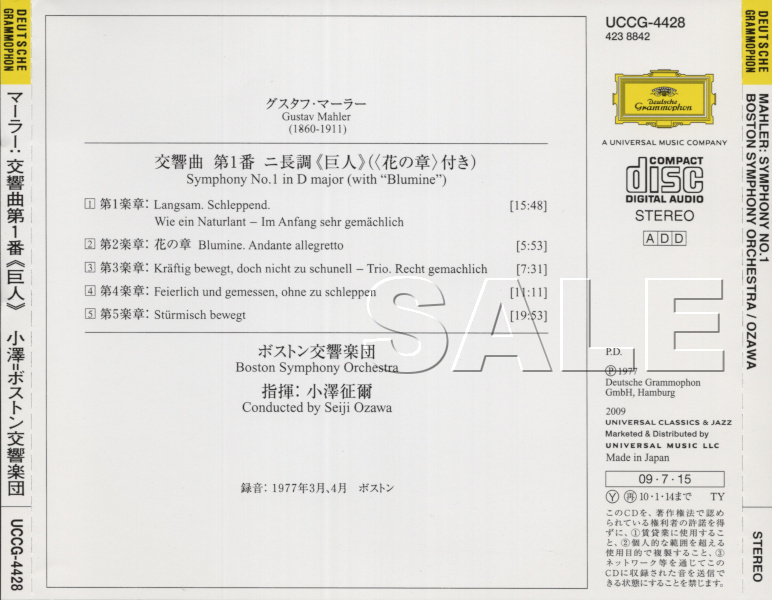 DEUTSCHE
GRAMMOPHON
マーラー：交響曲第1番《巨人》 小澤＝ボストン交響楽団
UCCG-4428
グスタフ・マーラー
Gustav Mahler
(1860-1911)
交響曲 第1番 ニ長調《巨人》(〈花の章〉付き)
Symphony No.1 in D major (with “Blumine”)
1 第1楽章: Langsam. Schleppend. [15:48]
Wie ein Naturlant – Im Anfang sehr gemächlich
2 第2楽章: 花の章 Blumine. Andante allegretto [5:53]
3 第3楽章: Kräftig bewegt, doch nicht zu schunell – Trio. Recht gemachlich [7:31]
4 第4楽章: Feierlich und gemessen, ohne zu schleppen [11:11]
5 第5楽章: Stürmisch bewegt [19:53]
SALE
ボストン交響楽団
Boston Symphony Orchestra
指揮: 小澤征爾
Conducted by Seiji Ozawa
録音: 1977年3月、4月 ボストン
UCCG-4428
423 8842
Deutsche
Grammophon
A UNIVERSAL MUSIC COMPANY
COMPACT
disc
DIGITAL AUDIO
STEREO
ADD
P.D.
Ⓟ1977
Deutsche Grammophon
GmbH, Hamburg
2009
UNIVERSAL CLASSICS & JAZZ
Marketed & Distributed by
UNIVERSAL MUSIC LLC
Made in Japan
09・7・15
Ⓨ 再 10・1・14まで TY
このCDを、著作権法で認め
られている権利者の許諾を得
ずに、①賃貸業に使用するこ
と、②個人的な範囲を超える
使用目的で複製すること、③
ネットワーク等を通じてこの
CDに収録された音を送信で
きる状態にすることを禁じます。
DEUTSCHE
GRAMMOPHON
MAHLER: SYMPHONY NO.1
BOSTON SYMPHONY ORCHESTRA / OZAWA
STEREO